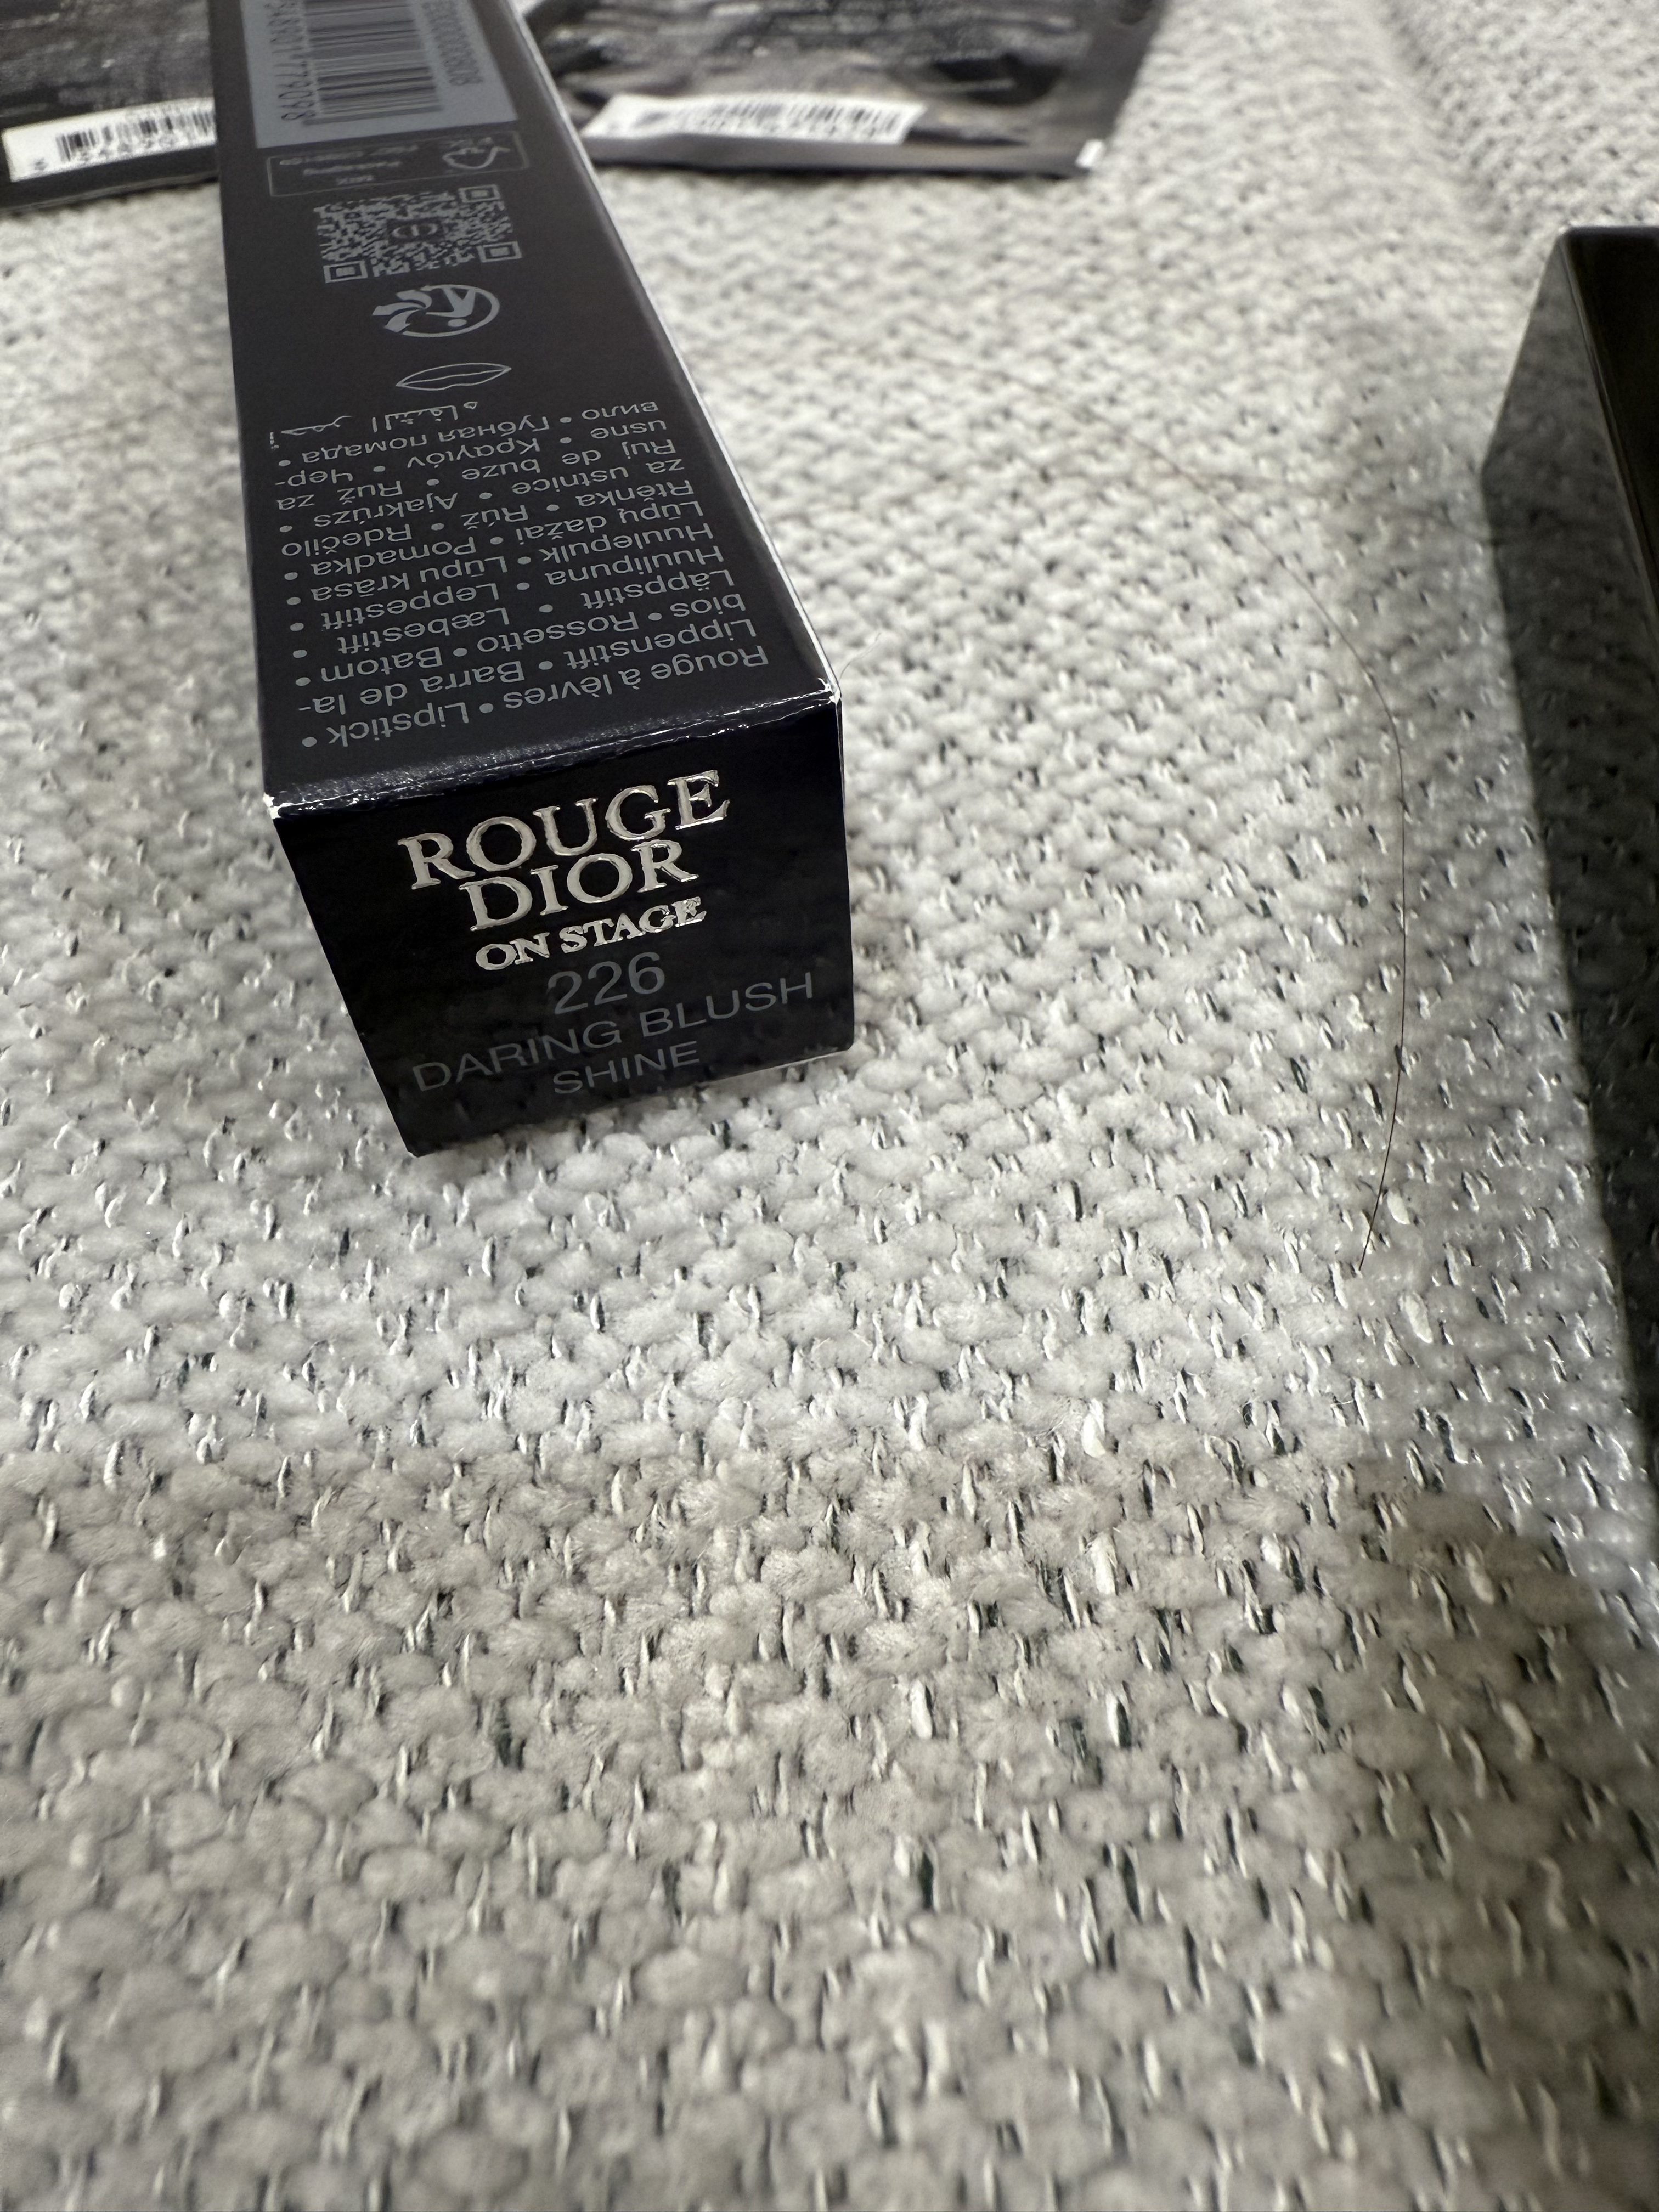 ROUGE
DIOR
ON STAGE
226
DARING BLUSH
SHINE
Rouge à lèvres • Lipstick •
Lippenstift • Barra de la-
bios • Rossetto • Batom •
Läppstift • Læbestift •
Huulipuna • Leppestift •
Huulepulk • Lūpu krāsa •
Lūpų dažai • Pomadka •
Rtěnka • Rúž • Rdečilo
za ustnice • Ajakrúzs •
Ruj de buze • Ruž za
usne • Κραγιόν • Чер-
вило • Губная помада •
أحمر الشفاه